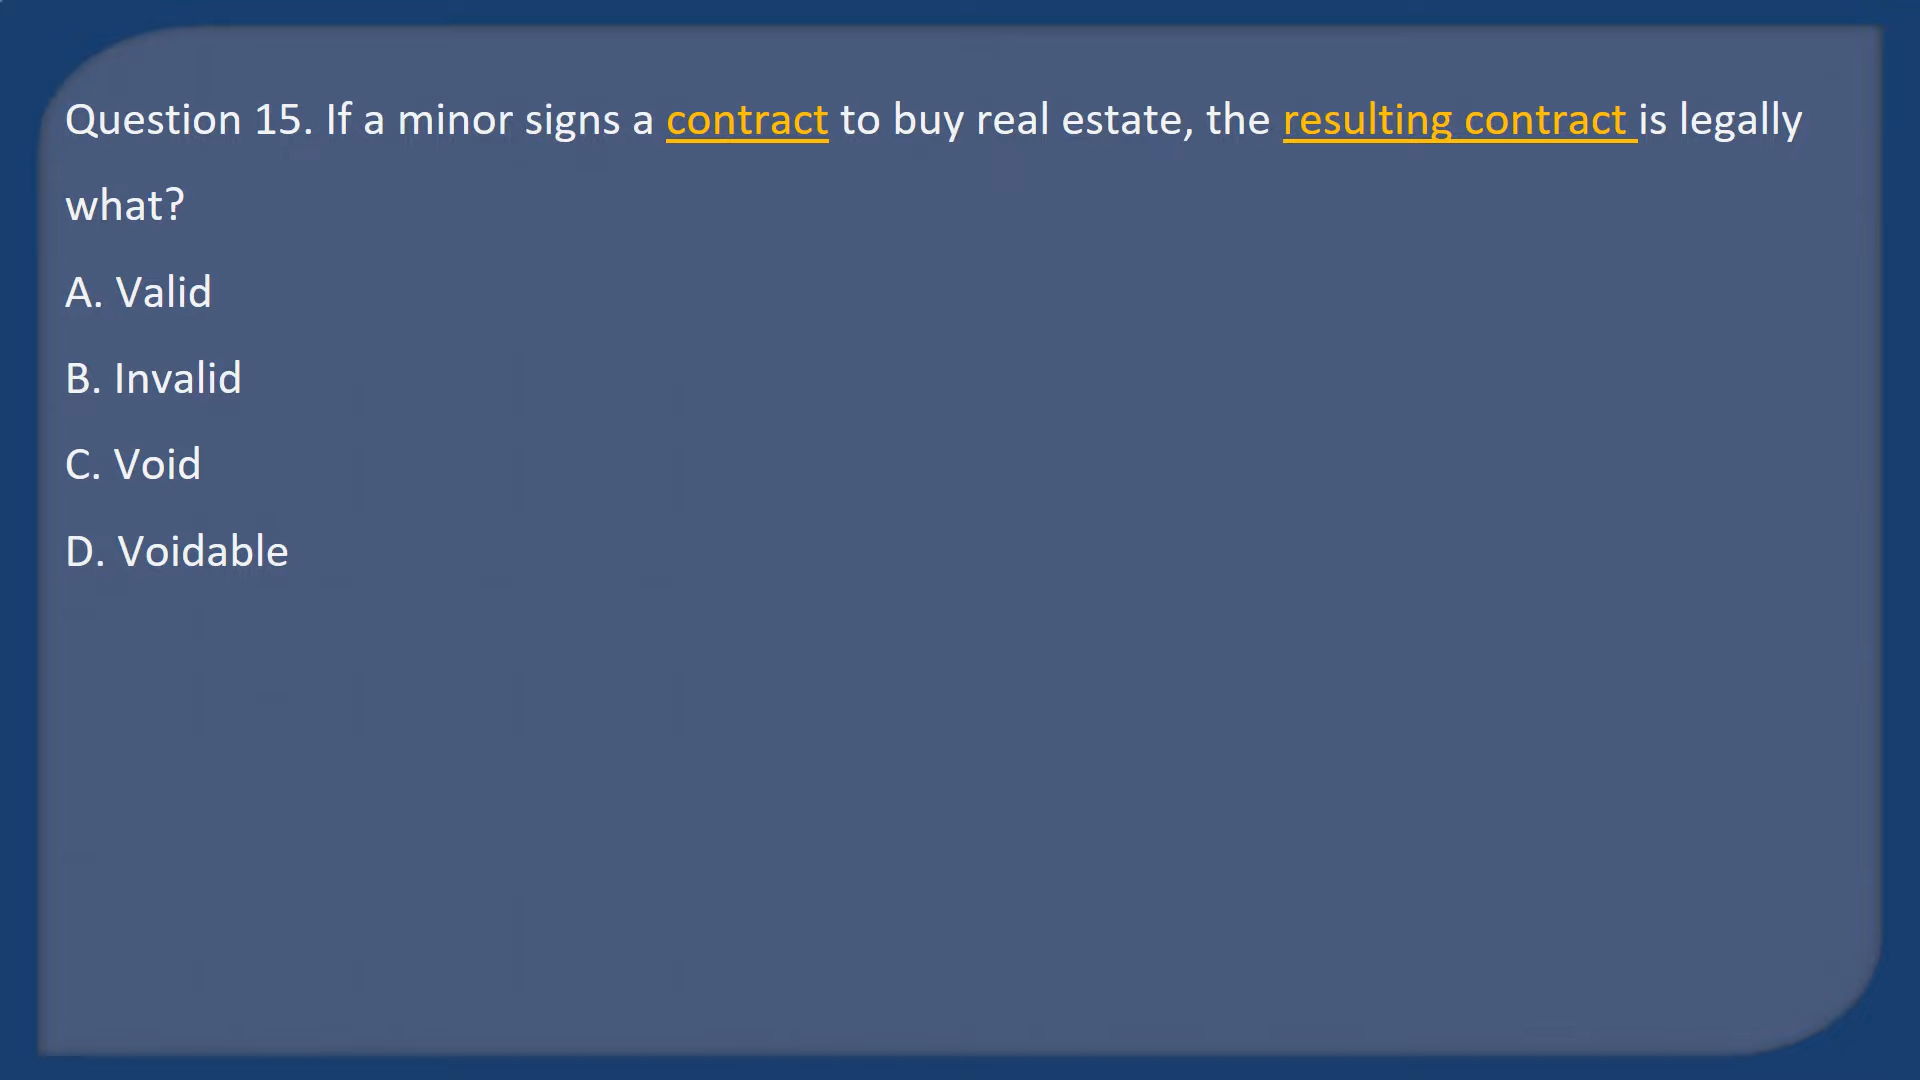 Question 15. If a minor signs a contract to buy real estate, the resulting contract is legally
what?
A. Valid
B. Invalid
C. Void
D. Voidable